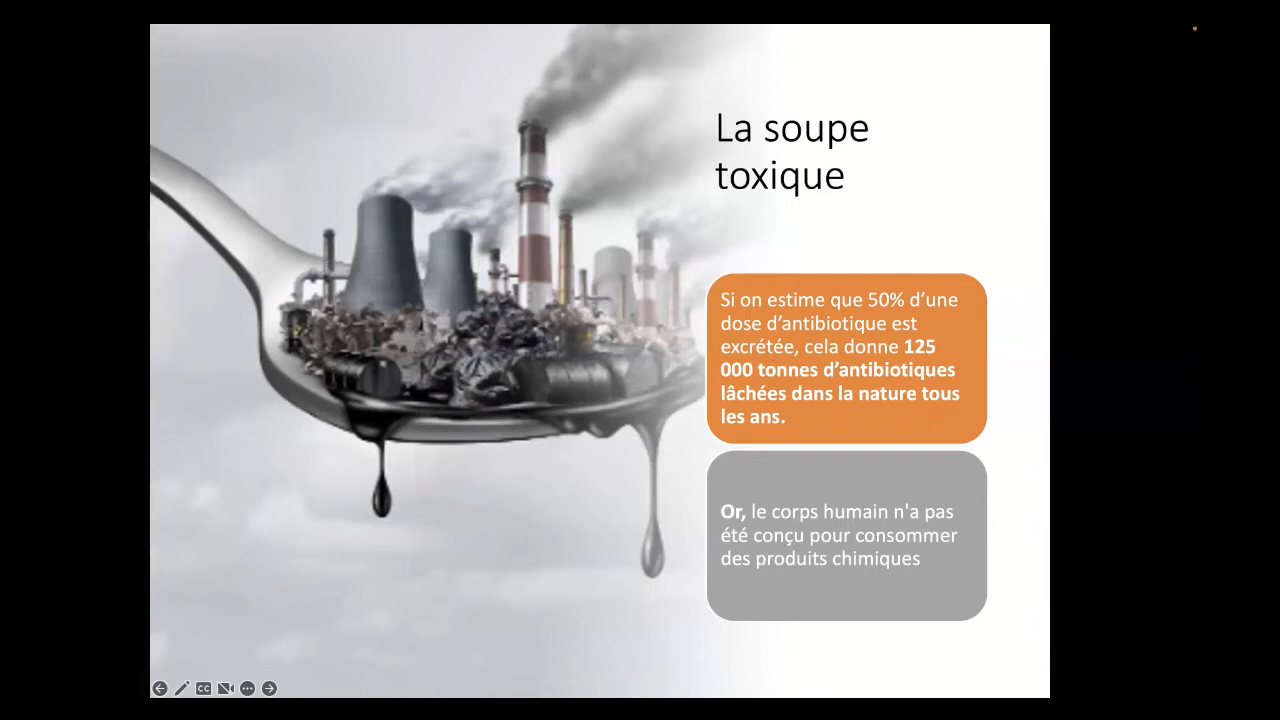 La soupe
toxique
Si on estime que 50% d’une
dose d’antibiotique est
excrétée, cela donne 125
000 tonnes d’antibiotiques
lâchées dans la nature tous
les ans.
Or, le corps humain n'a pas
été conçu pour consommer
des produits chimiques
CC